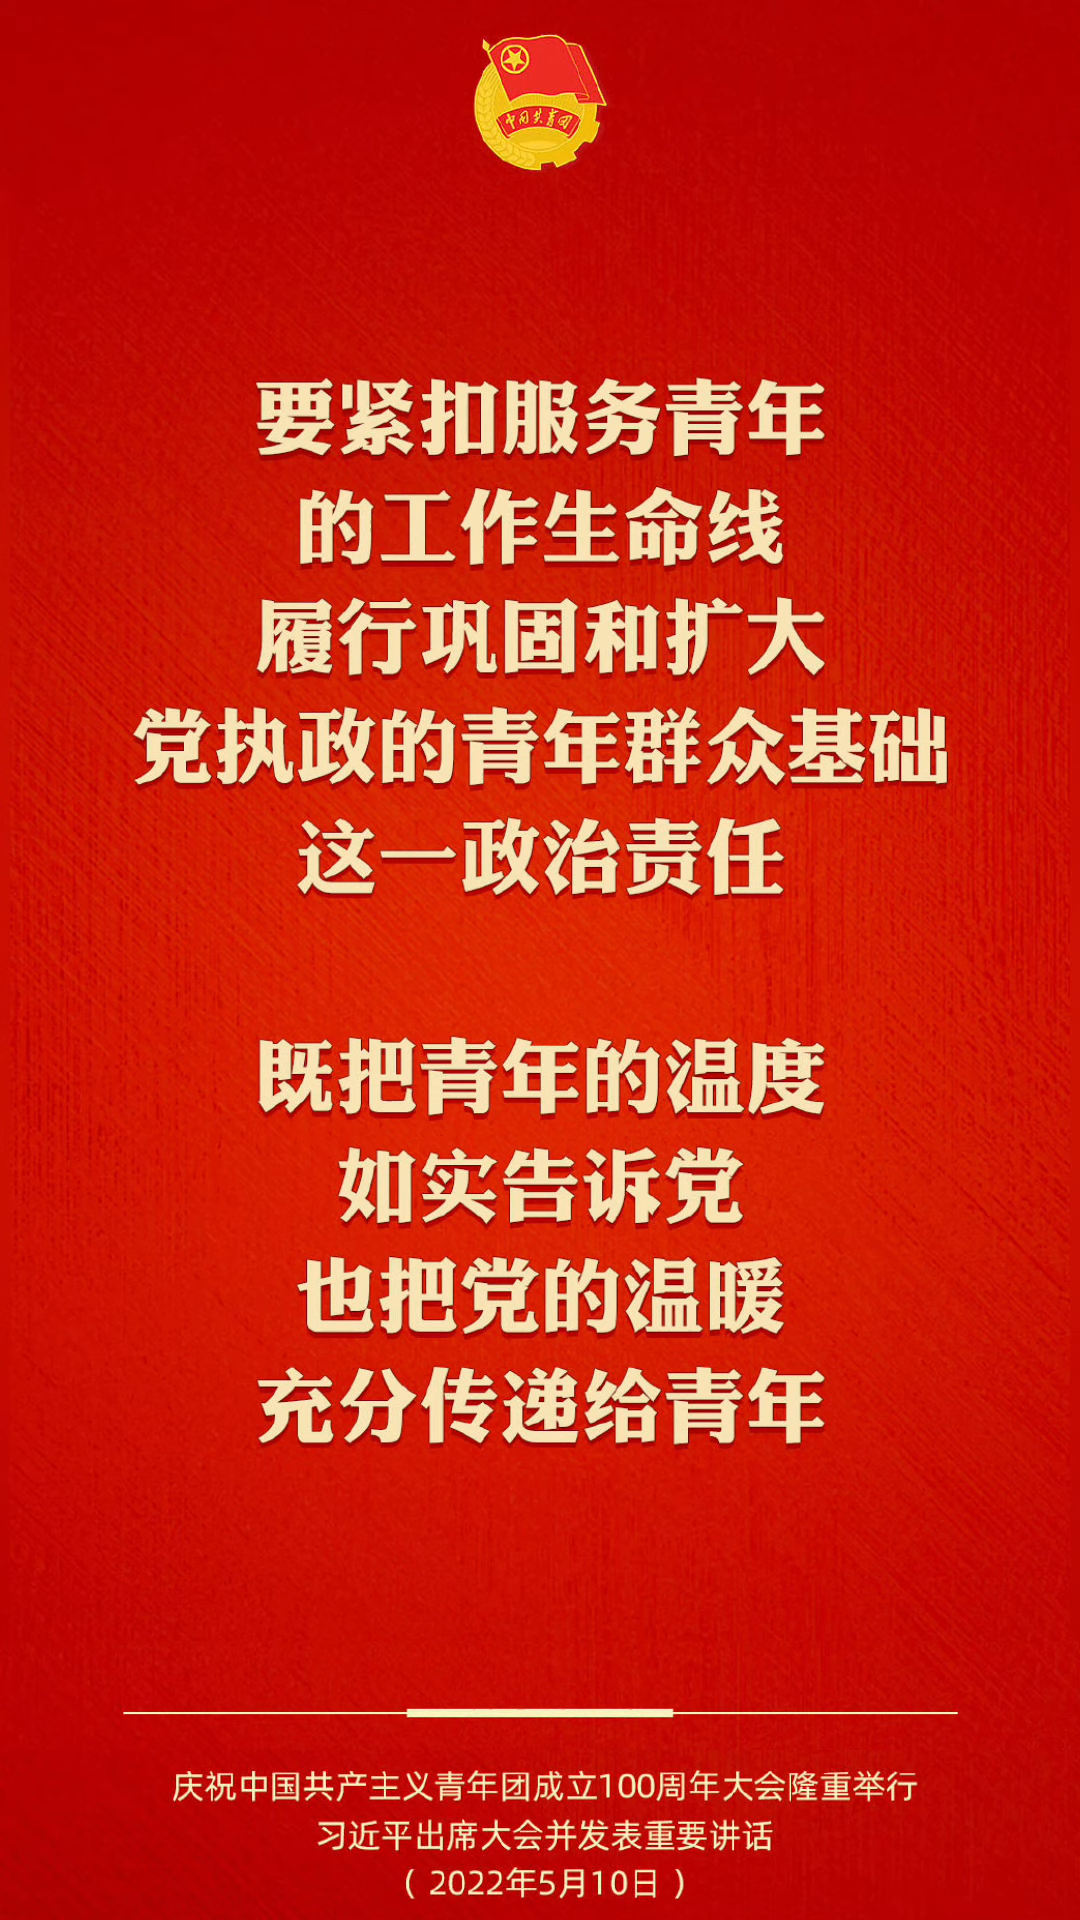 中国共青团
要紧扣服务青年
的工作生命线
履行巩固和扩大
党执政的青年群众基础
这一政治责任
既把青年的温度
如实告诉党
也把党的温暖
充分传递给青年
庆祝中国共产主义青年团成立100周年大会隆重举行
习近平出席大会并发表重要讲话
（2022年5月10日）